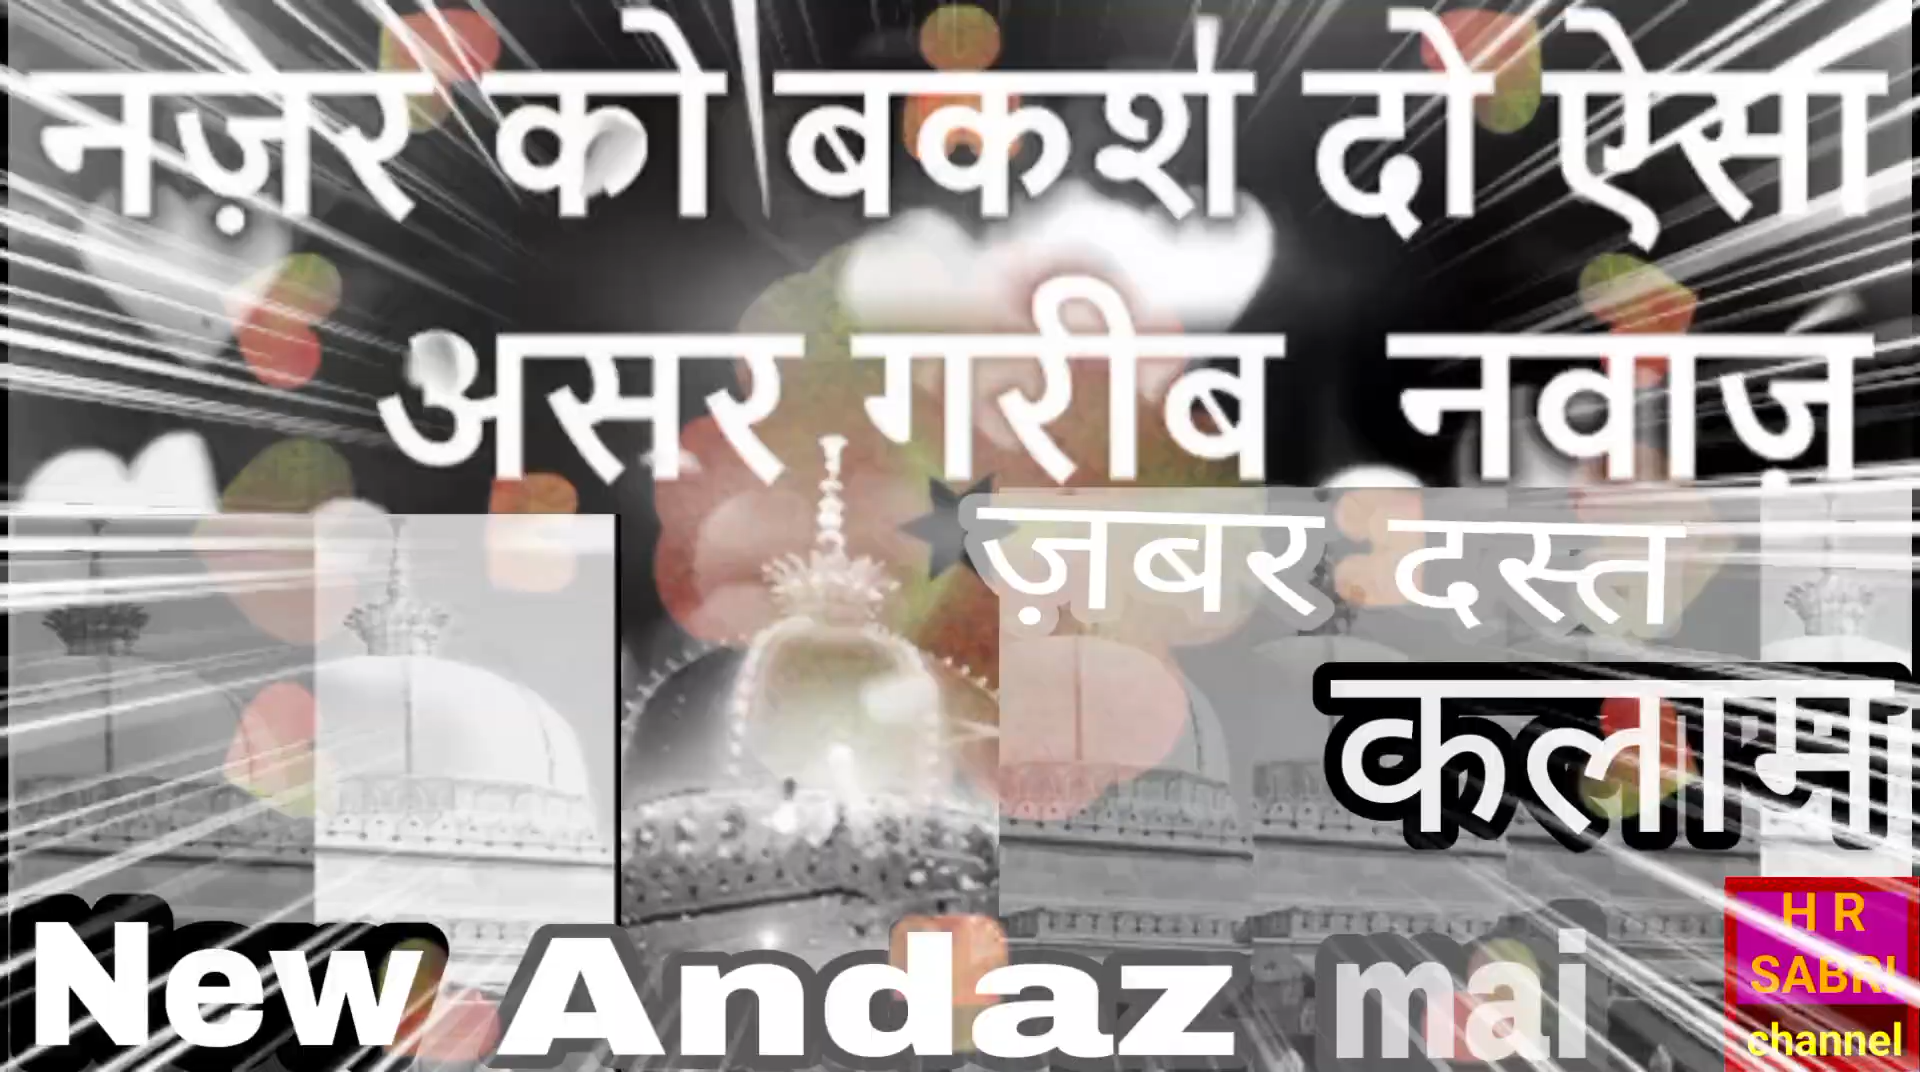 नज़र को बकश दो ऐसा
असर गरीब नवाज़
ज़बर दस्त
कलाम
New Andaz mai
H R
SABRI
channel